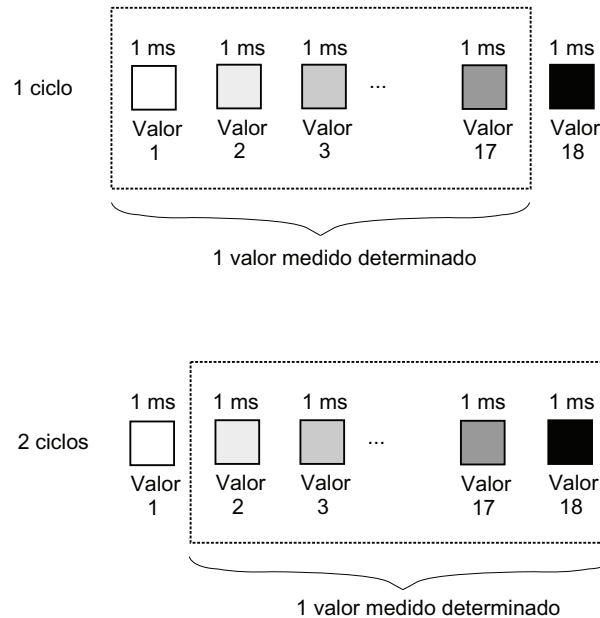 1 ms 1 ms 1 ms 1 ms 1 ms
1 ciclo ...
Valor Valor Valor Valor Valor
1 2 3 17 18
1 valor medido determinado
1 ms 1 ms 1 ms 1 ms 1 ms
2 ciclos ...
Valor Valor Valor Valor Valor
1 2 3 17 18
1 valor medido determinado